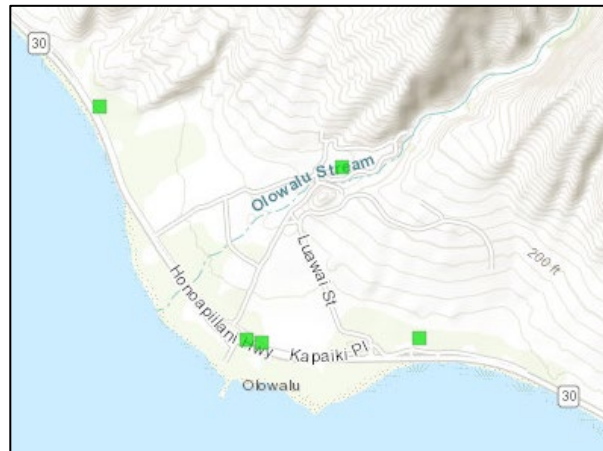 30
Olowalu Stream
Luawai St
200 ft
Honoapiilani Hwy
Kapaiki Pl
Olowalu
30